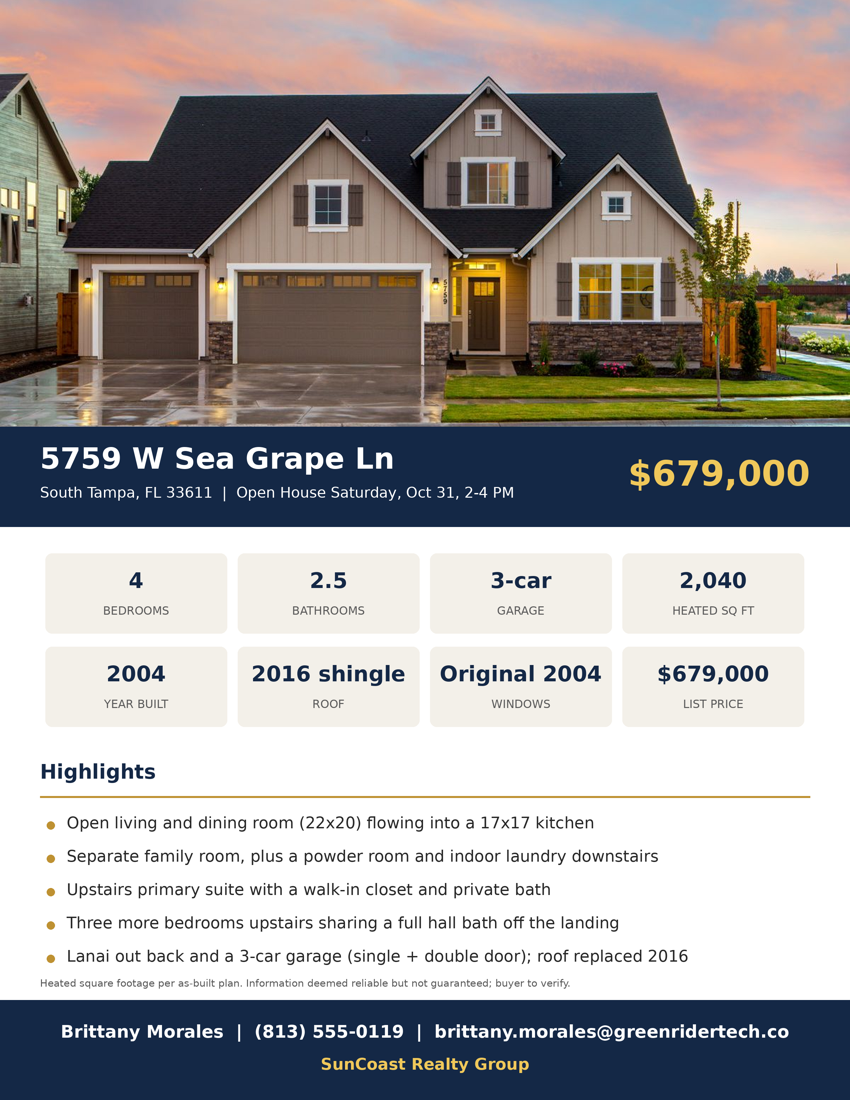 5759
5759 W Sea Grape Ln
$679,000
South Tampa, FL 33611 | Open House Saturday, Oct 31, 2-4 PM
4
BEDROOMS
2.5
BATHROOMS
3-car
GARAGE
2,040
HEATED SQ FT
2004
YEAR BUILT
2016 shingle
ROOF
Original 2004
WINDOWS
$679,000
LIST PRICE
Highlights
Open living and dining room (22x20) flowing into a 17x17 kitchen
Separate family room, plus a powder room and indoor laundry downstairs
Upstairs primary suite with a walk-in closet and private bath
Three more bedrooms upstairs sharing a full hall bath off the landing
Lanai out back and a 3-car garage (single + double door); roof replaced 2016
Heated square footage per as-built plan. Information deemed reliable but not guaranteed; buyer to verify.
Brittany Morales | (813) 555-0119 | brittany.morales@greenridertech.co
SunCoast Realty Group